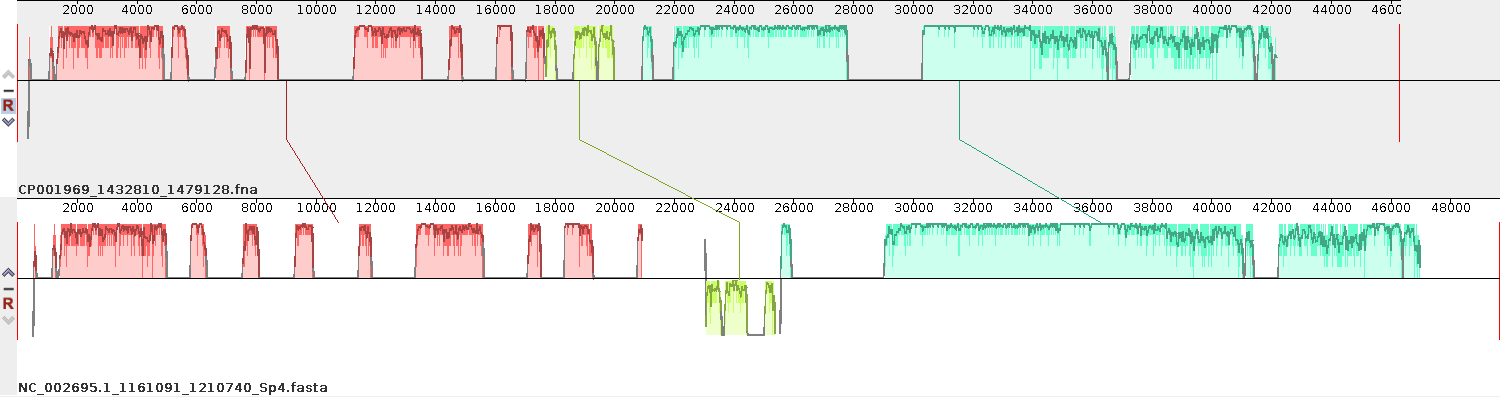 2000 4000 6000 8000 10000 12000 14000 16000 18000 20000 22000 24000 26000 28000 30000 32000 34000 36000 38000 40000 42000 44000 4600
R
CP001969_1432810_1479128.fna
2000 4000 6000 8000 10000 12000 14000 16000 18000 20000 22000 24000 26000 28000 30000 32000 34000 36000 38000 40000 42000 44000 46000 48000
R
NC_002695.1_1161091_1210740_Sp4.fasta